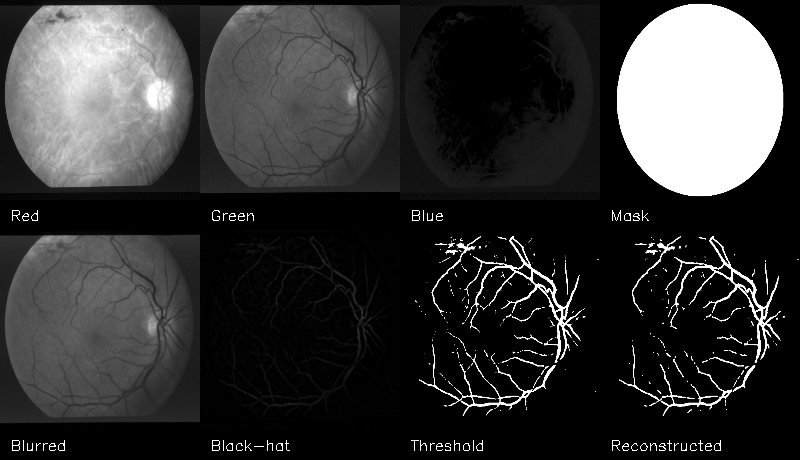 Red
Green
Blue
Mask
Blurred
Black-hat
Threshold
Reconstructed